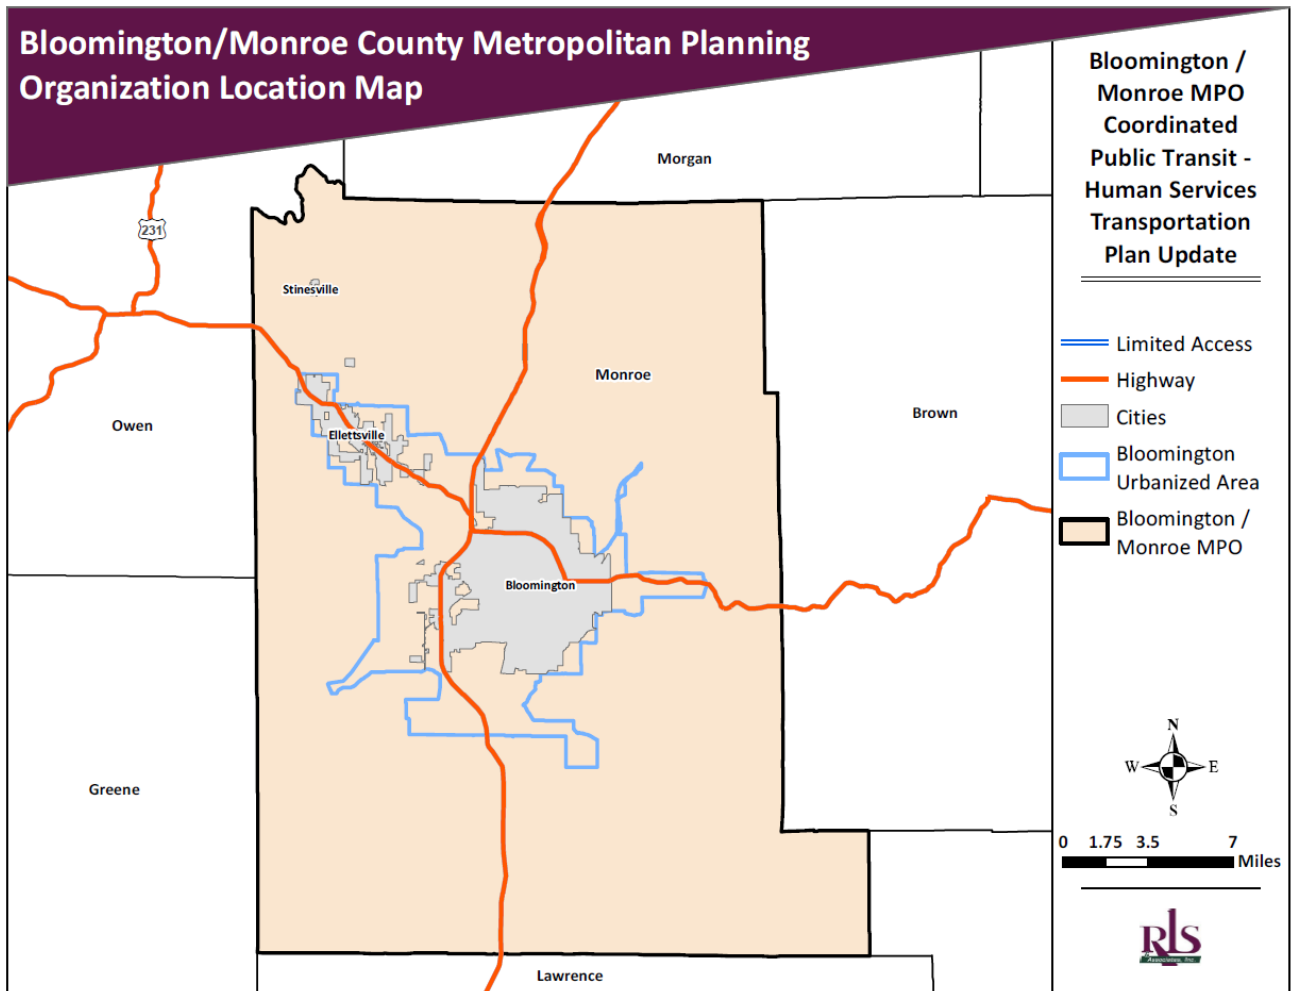 Bloomington/Monroe County Metropolitan Planning
Organization Location Map
Bloomington /
Monroe MPO
Coordinated
Public Transit -
Human Services
Transportation
Plan Update
Morgan
231
Stinesville
Monroe
Owen
Ellettsville
Brown
Bloomington
Greene
Lawrence
Limited Access
Highway
Cities
Bloomington
Urbanized Area
Bloomington /
Monroe MPO
N
W E
S
0 1.75 3.5 7
Miles
RLS
& Associates, Inc.